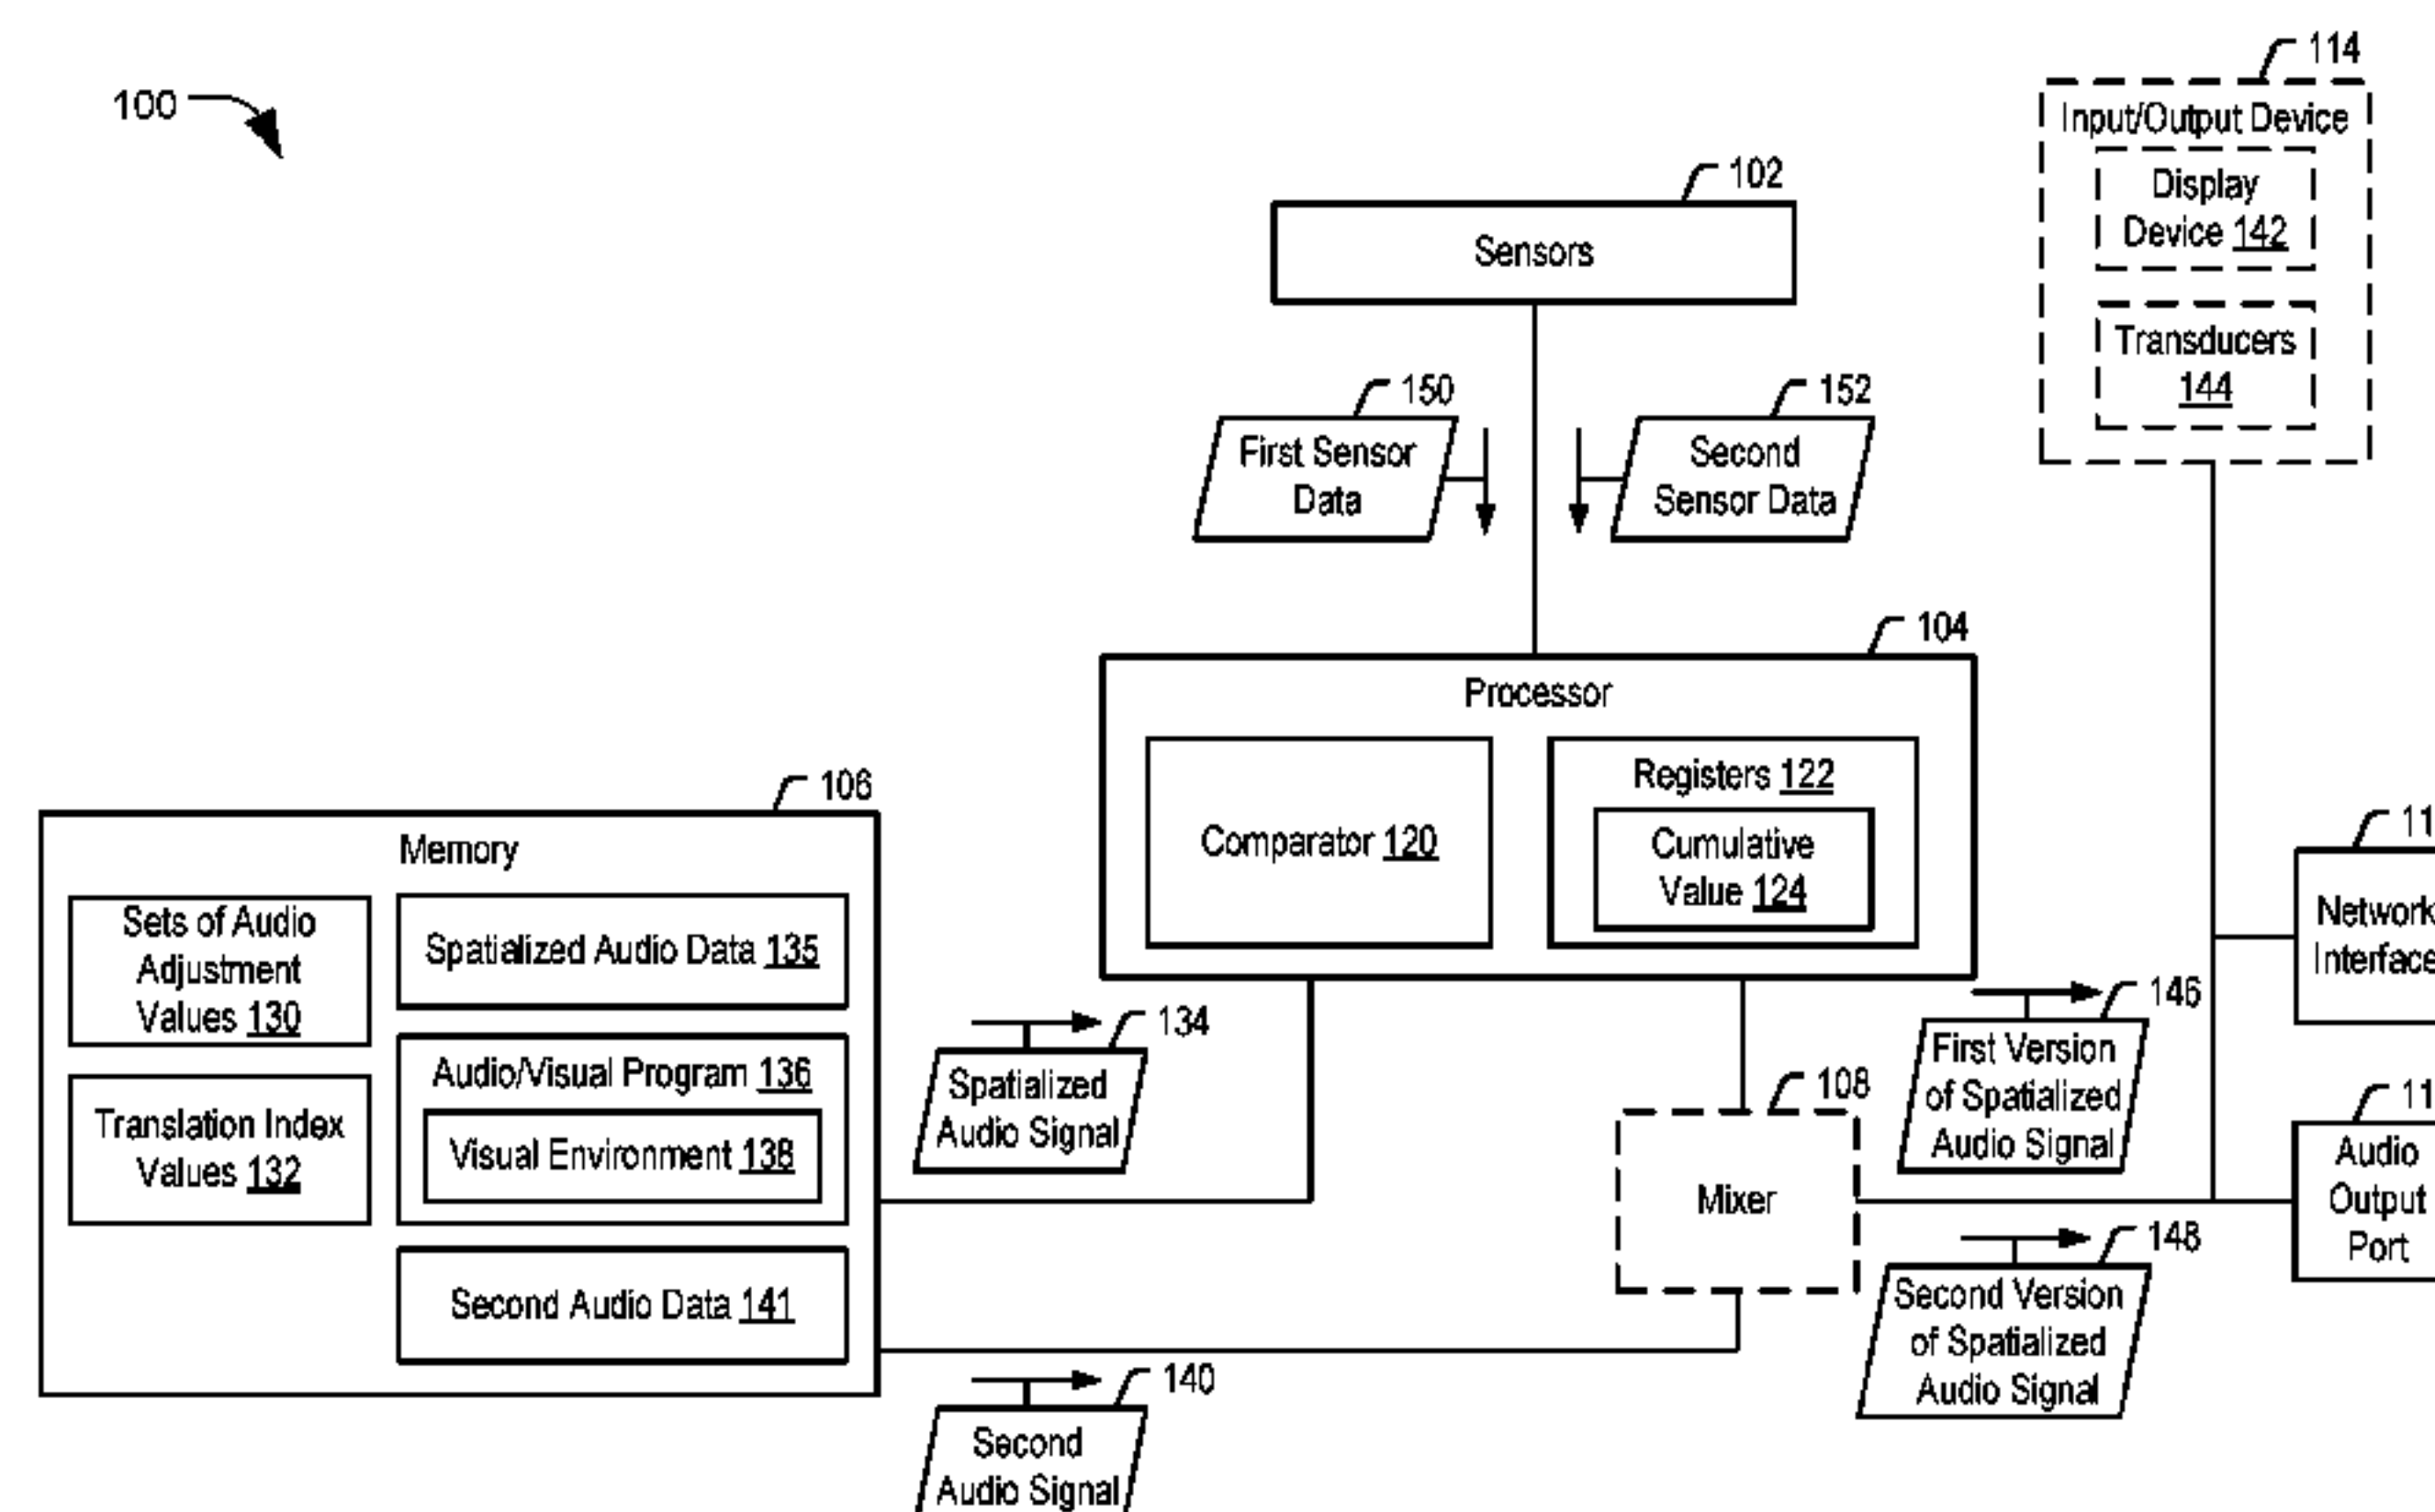 100
114
Input/Output Device
Display
Device 142
Transducers
144
102
Sensors
150
First Sensor
Data
152
Second
Sensor Data
104
Processor
Comparator 120
Registers 122
Cumulative
Value 124
106
Memory
Sets of Audio
Adjustment
Values 130
Translation Index
Values 132
Spatialized Audio Data 135
Audio/Visual Program 136
Visual Environment 138
Second Audio Data 141
134
Spatialized
Audio Signal
140
Second
Audio Signal
108
Mixer
146
First Version
of Spatialized
Audio Signal
148
Second Version
of Spatialized
Audio Signal
Network
Interface
Audio
Output
Port